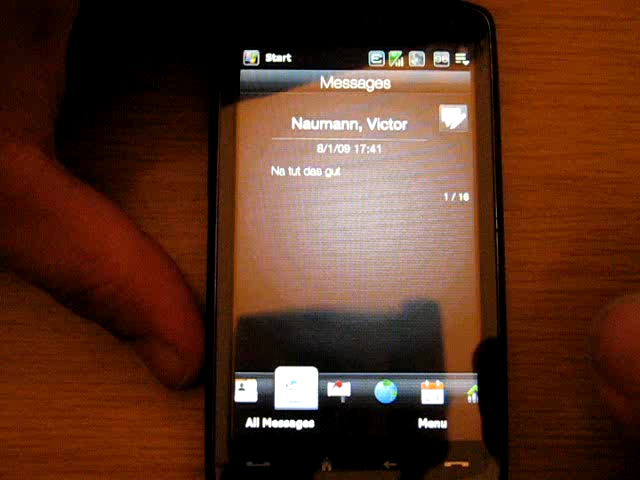 Start
Messages
Naumann, Victor
8/1/09 17:41
Na tut das gut
1 / 16
All Messages
Menu